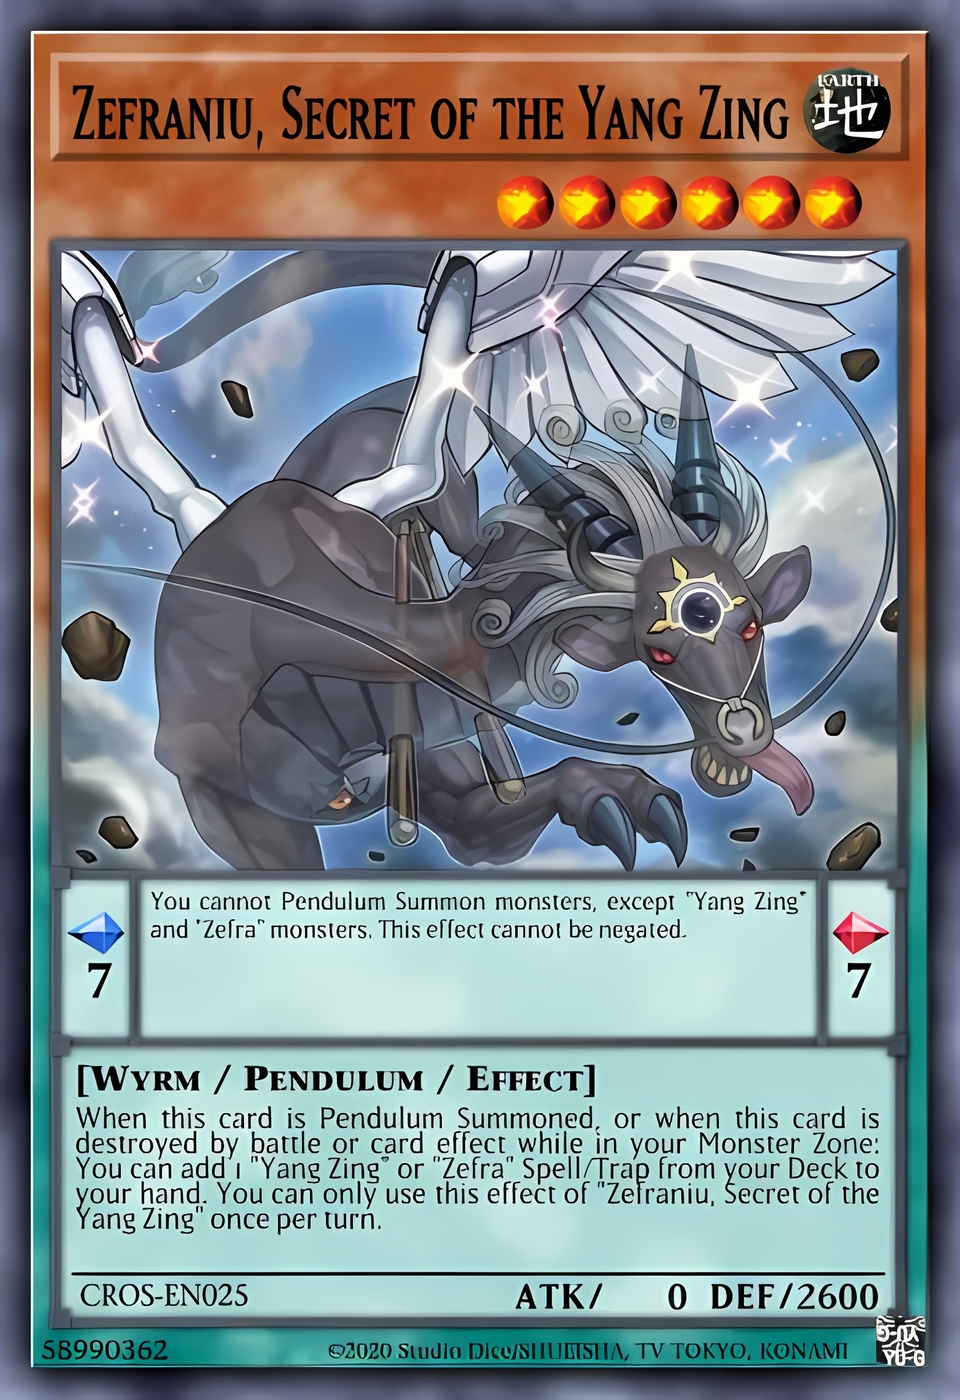 ZEFRANIU, SECRET OF THE YANG ZING
EARTH
地
You cannot Pendulum Summon monsters, except "Yang Zing"
and "Zefra" monsters. This effect cannot be negated.
7
7
[WYRM / PENDULUM / EFFECT]
When this card is Pendulum Summoned, or when this card is
destroyed by battle or card effect while in your Monster Zone:
You can add 1 "Yang Zing" or "Zefra" Spell/Trap from your Deck to
your hand. You can only use this effect of "Zefraniu, Secret of the
Yang Zing" once per turn.
CROS-EN025
ATK/ 0 DEF/2600
58990362
©2020 Studio Dice/SHUEISHA, TV TOKYO, KONAMI